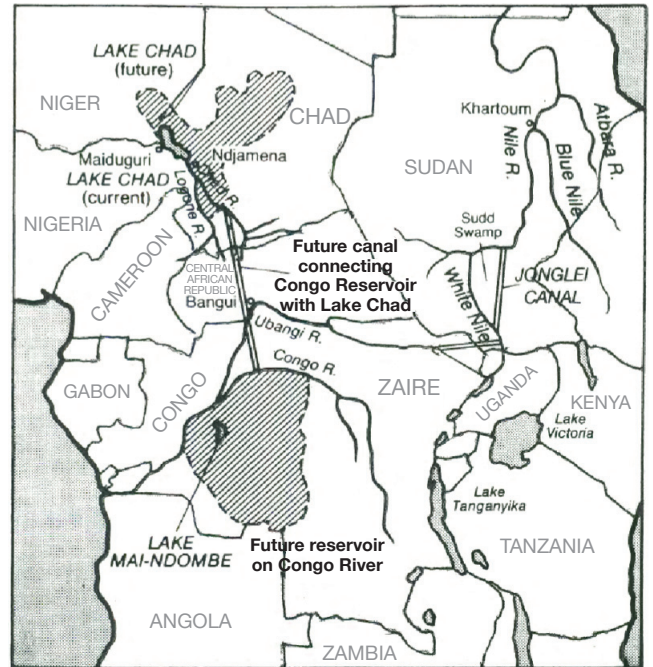 LAKE CHAD
(future)
NIGER
CHAD
Khartoum
Atbara R.
Nile R.
Blue Nile
Maiduguri
Ndjamena
LAKE CHAD
(current)
Logone R.
SUDAN
NIGERIA
Sudd
Swamp
CAMEROON
CENTRAL
AFRICAN
REPUBLIC
Bangui
Future canal
connecting
Congo Reservoir
with Lake Chad
White Nile
JONGLEI
CANAL
Ubangi R.
Congo R.
GABON
CONGO
ZAIRE
UGANDA
KENYA
Lake
Victoria
Lake
Tanganyika
LAKE
MAI-NDOMBE
Future reservoir
on Congo River
TANZANIA
ANGOLA
ZAMBIA